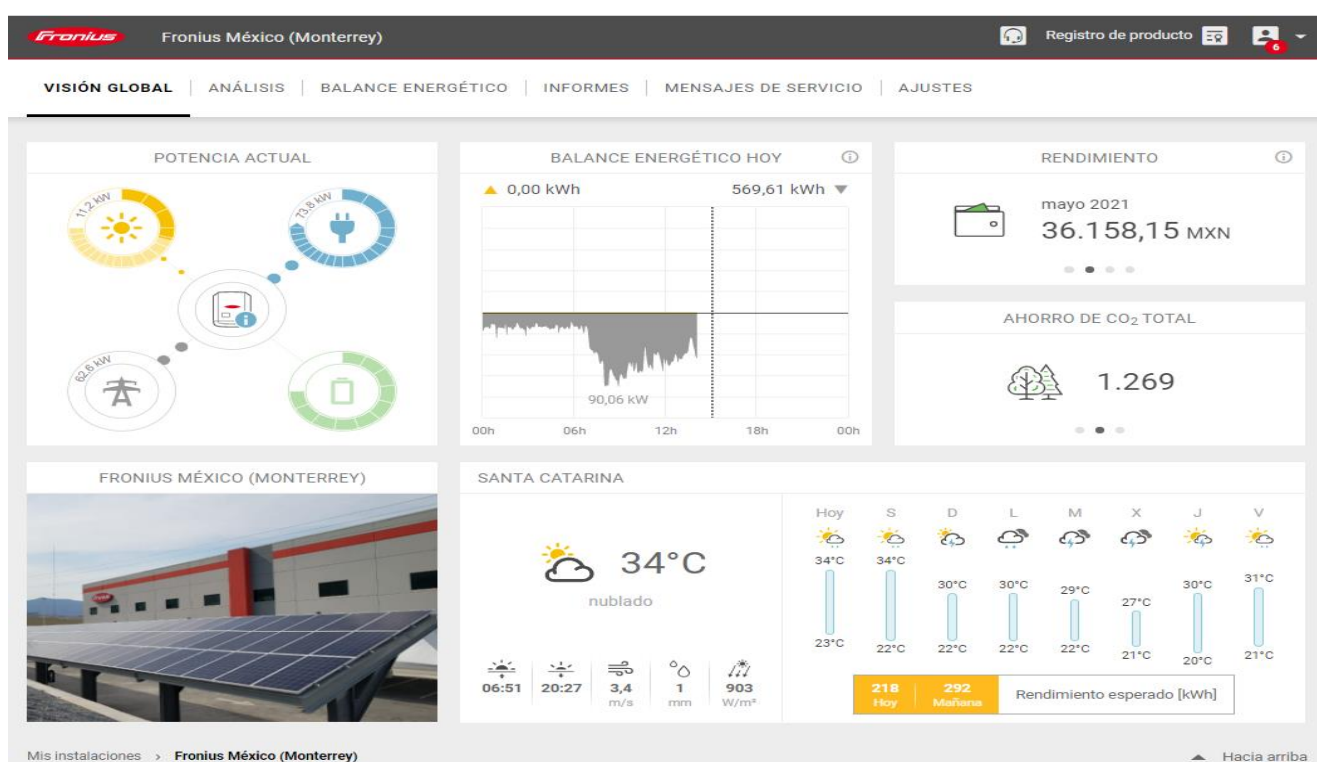 Fronius Fronius México (Monterrey) Registro de producto 6
VISIÓN GLOBAL ANÁLISIS BALANCE ENERGÉTICO INFORMES MENSAJES DE SERVICIO AJUSTES
POTENCIA ACTUAL
11,2 kW
73,8 kW
62,6 kW
BALANCE ENERGÉTICO HOY
0,00 kWh 569,61 kWh
90,06 kW
00h 06h 12h 18h 00h
RENDIMIENTO
mayo 2021
36.158,15 MXN
AHORRO DE CO₂ TOTAL
1.269
FRONIUS MÉXICO (MONTERREY)
SANTA CATARINA
34°C
nublado
06:51 20:27 3,4 1 903
m/s mm W/m²
Hoy S D L M X J V
34°C 34°C 30°C 30°C 29°C 27°C 30°C 31°C
23°C 22°C 22°C 22°C 22°C 21°C 20°C 21°C
218 292 Rendimiento esperado [kWh]
Hoy Mañana
Mis instalaciones > Fronius México (Monterrey) Hacia arriba